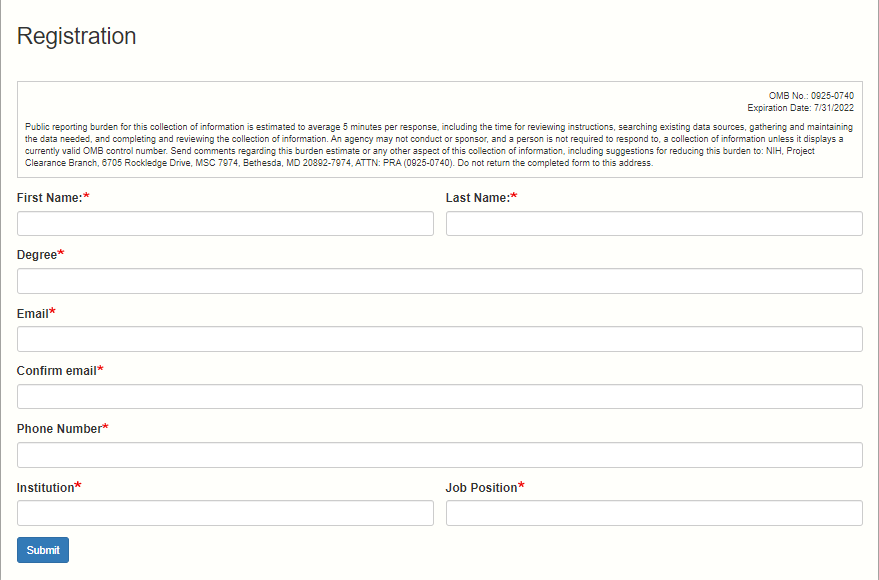 Registration
OMB No.: 0925-0740
Expiration Date: 7/31/2022
Public reporting burden for this collection of information is estimated to average 5 minutes per response, including the time for reviewing instructions, searching existing data sources, gathering and maintaining
the data needed, and completing and reviewing the collection of information. An agency may not conduct or sponsor, and a person is not required to respond to, a collection of information unless it displays a
currently valid OMB control number. Send comments regarding this burden estimate or any other aspect of this collection of information, including suggestions for reducing this burden to: NIH, Project
Clearance Branch, 6705 Rockledge Drive, MSC 7974, Bethesda, MD 20892-7974, ATTN: PRA (0925-0740). Do not return the completed form to this address.
First Name:* Last Name:*
Degree*
Email*
Confirm email*
Phone Number*
Institution* Job Position*
Submit